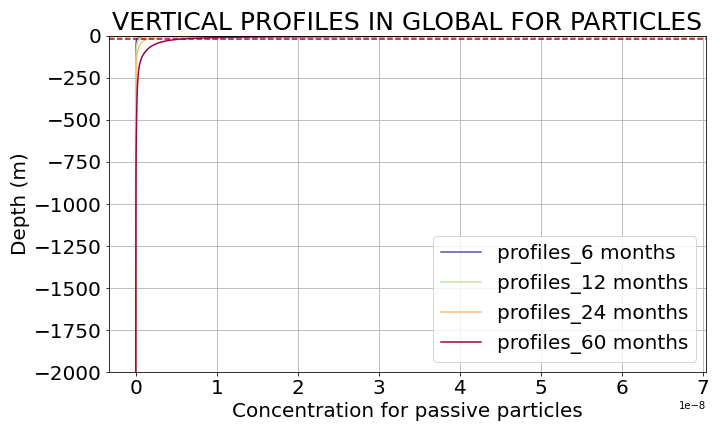 VERTICAL PROFILES IN GLOBAL FOR PARTICLES
0
−250
−500
−750
−1000
−1250
−1500
−1750
−2000
Depth (m)
profiles_6 months
profiles_12 months
profiles_24 months
profiles_60 months
0 1 2 3 4 5 6 7
1e−8
Concentration for passive particles